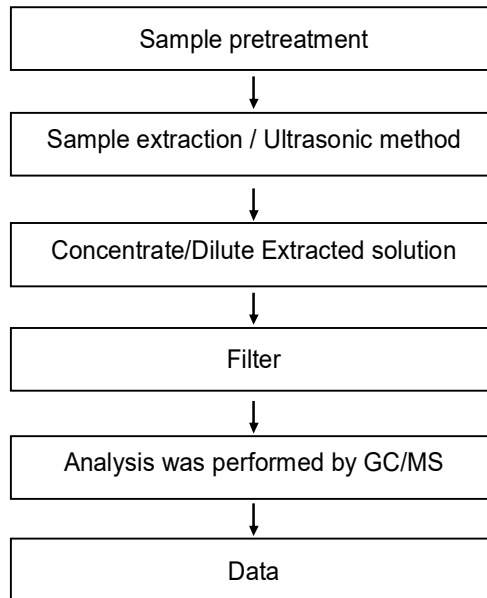 Sample pretreatment
Sample extraction / Ultrasonic method
Concentrate/Dilute Extracted solution
Filter
Analysis was performed by GC/MS
Data